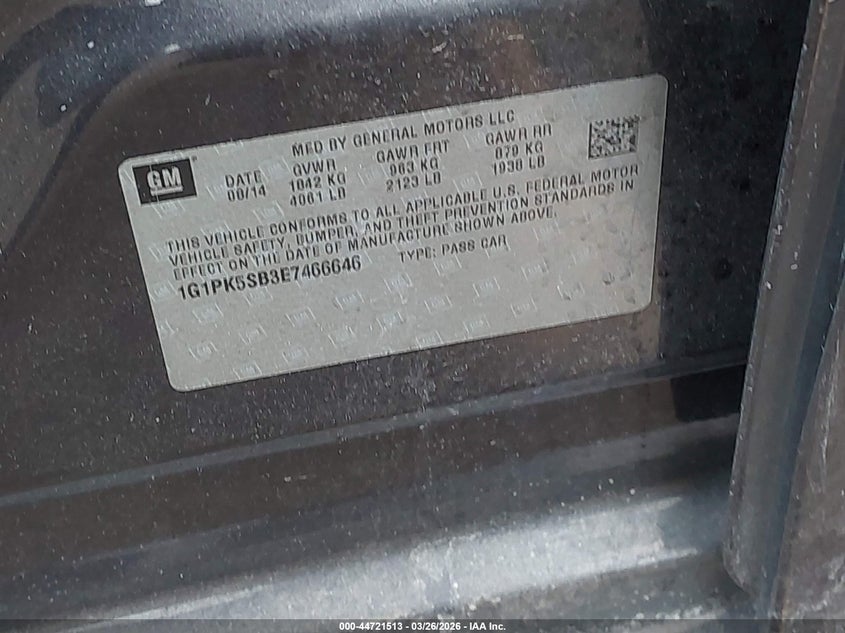 GM
MFD BY GENERAL MOTORS LLC
DATE GVWR GAWR FRT GAWR RR
1842 KG 963 KG 879 KG
4061 LB 2123 LB 1938 LB
THIS VEHICLE CONFORMS TO ALL APPLICABLE U.S. FEDERAL MOTOR
VEHICLE SAFETY, BUMPER, AND THEFT PREVENTION STANDARDS IN
EFFECT ON THE DATE OF MANUFACTURE SHOWN ABOVE.
1G1PK5SB3E7466646 TYPE: PASS CAR
000-44721513 - 03/26/2026 - IAA Inc.